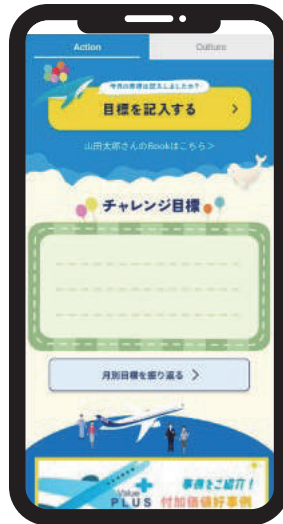 Action
Culture
今月の目標は記入しましたか?
目標を記入する
山田太郎さんのBookはこちら>
チャレンジ目標
月別目標を振り返る
Value
PLUS
事例をご紹介!
付加価値好事例